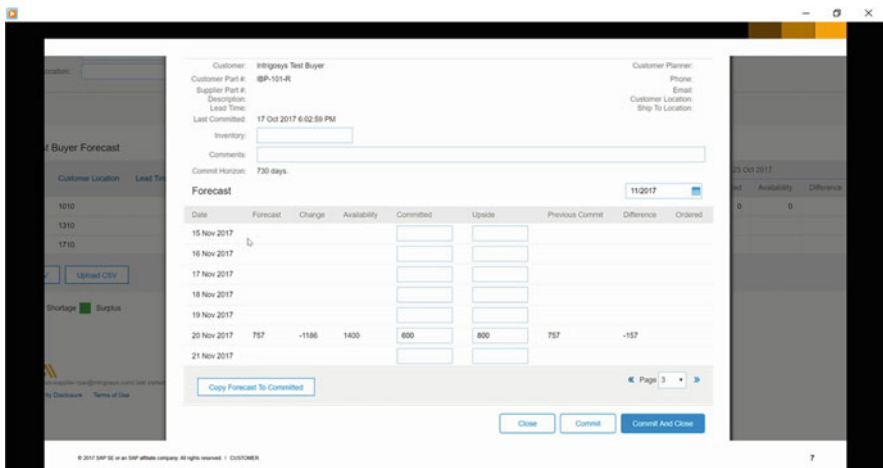 Customer: Intrigosys Test Buyer Customer Planner:
Customer Part #: IBP-101-R Phone:
Supplier Part #: Email:
Description: Customer Location:
Lead Time: Ship To Location:
Last Committed: 17 Oct 2017 6:02:59 PM
Inventory:
Comments:
Commit Horizon: 730 days.
Forecast 11/2017
Date Forecast Change Availability Committed Upside Previous Commit Difference Ordered
15 Nov 2017
16 Nov 2017
17 Nov 2017
18 Nov 2017
19 Nov 2017
20 Nov 2017 757 -1186 1400 600 800 757 -157
21 Nov 2017
Copy Forecast To Committed « Page 3 »
Close Commit Commit And Close
ocation:
t Buyer Forecast
Customer Location Lead Tim
1010
1310
1710
Upload CSV
Shortage Surplus
Terms of Use
23 Oct 2017
Availability Difference
0 0
© 2017 SAP SE or an SAP affiliate company. All rights reserved. I CUSTOMER 7